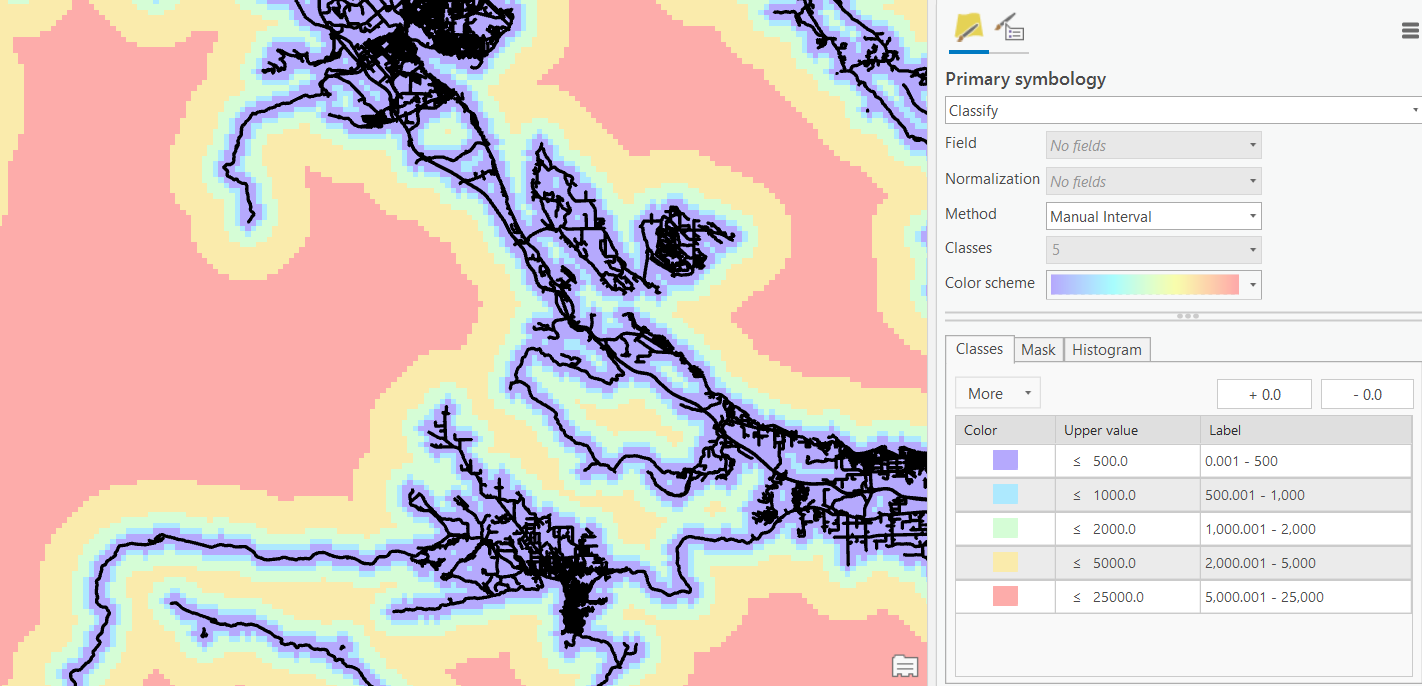 Primary symbology
Classify
Field No fields
Normalization No fields
Method Manual Interval
Classes 5
Color scheme
Classes Mask Histogram
More + 0.0 - 0.0
Color Upper value Label
≤ 500.0 0.001 - 500
≤ 1000.0 500.001 - 1,000
≤ 2000.0 1,000.001 - 2,000
≤ 5000.0 2,000.001 - 5,000
≤ 25000.0 5,000.001 - 25,000